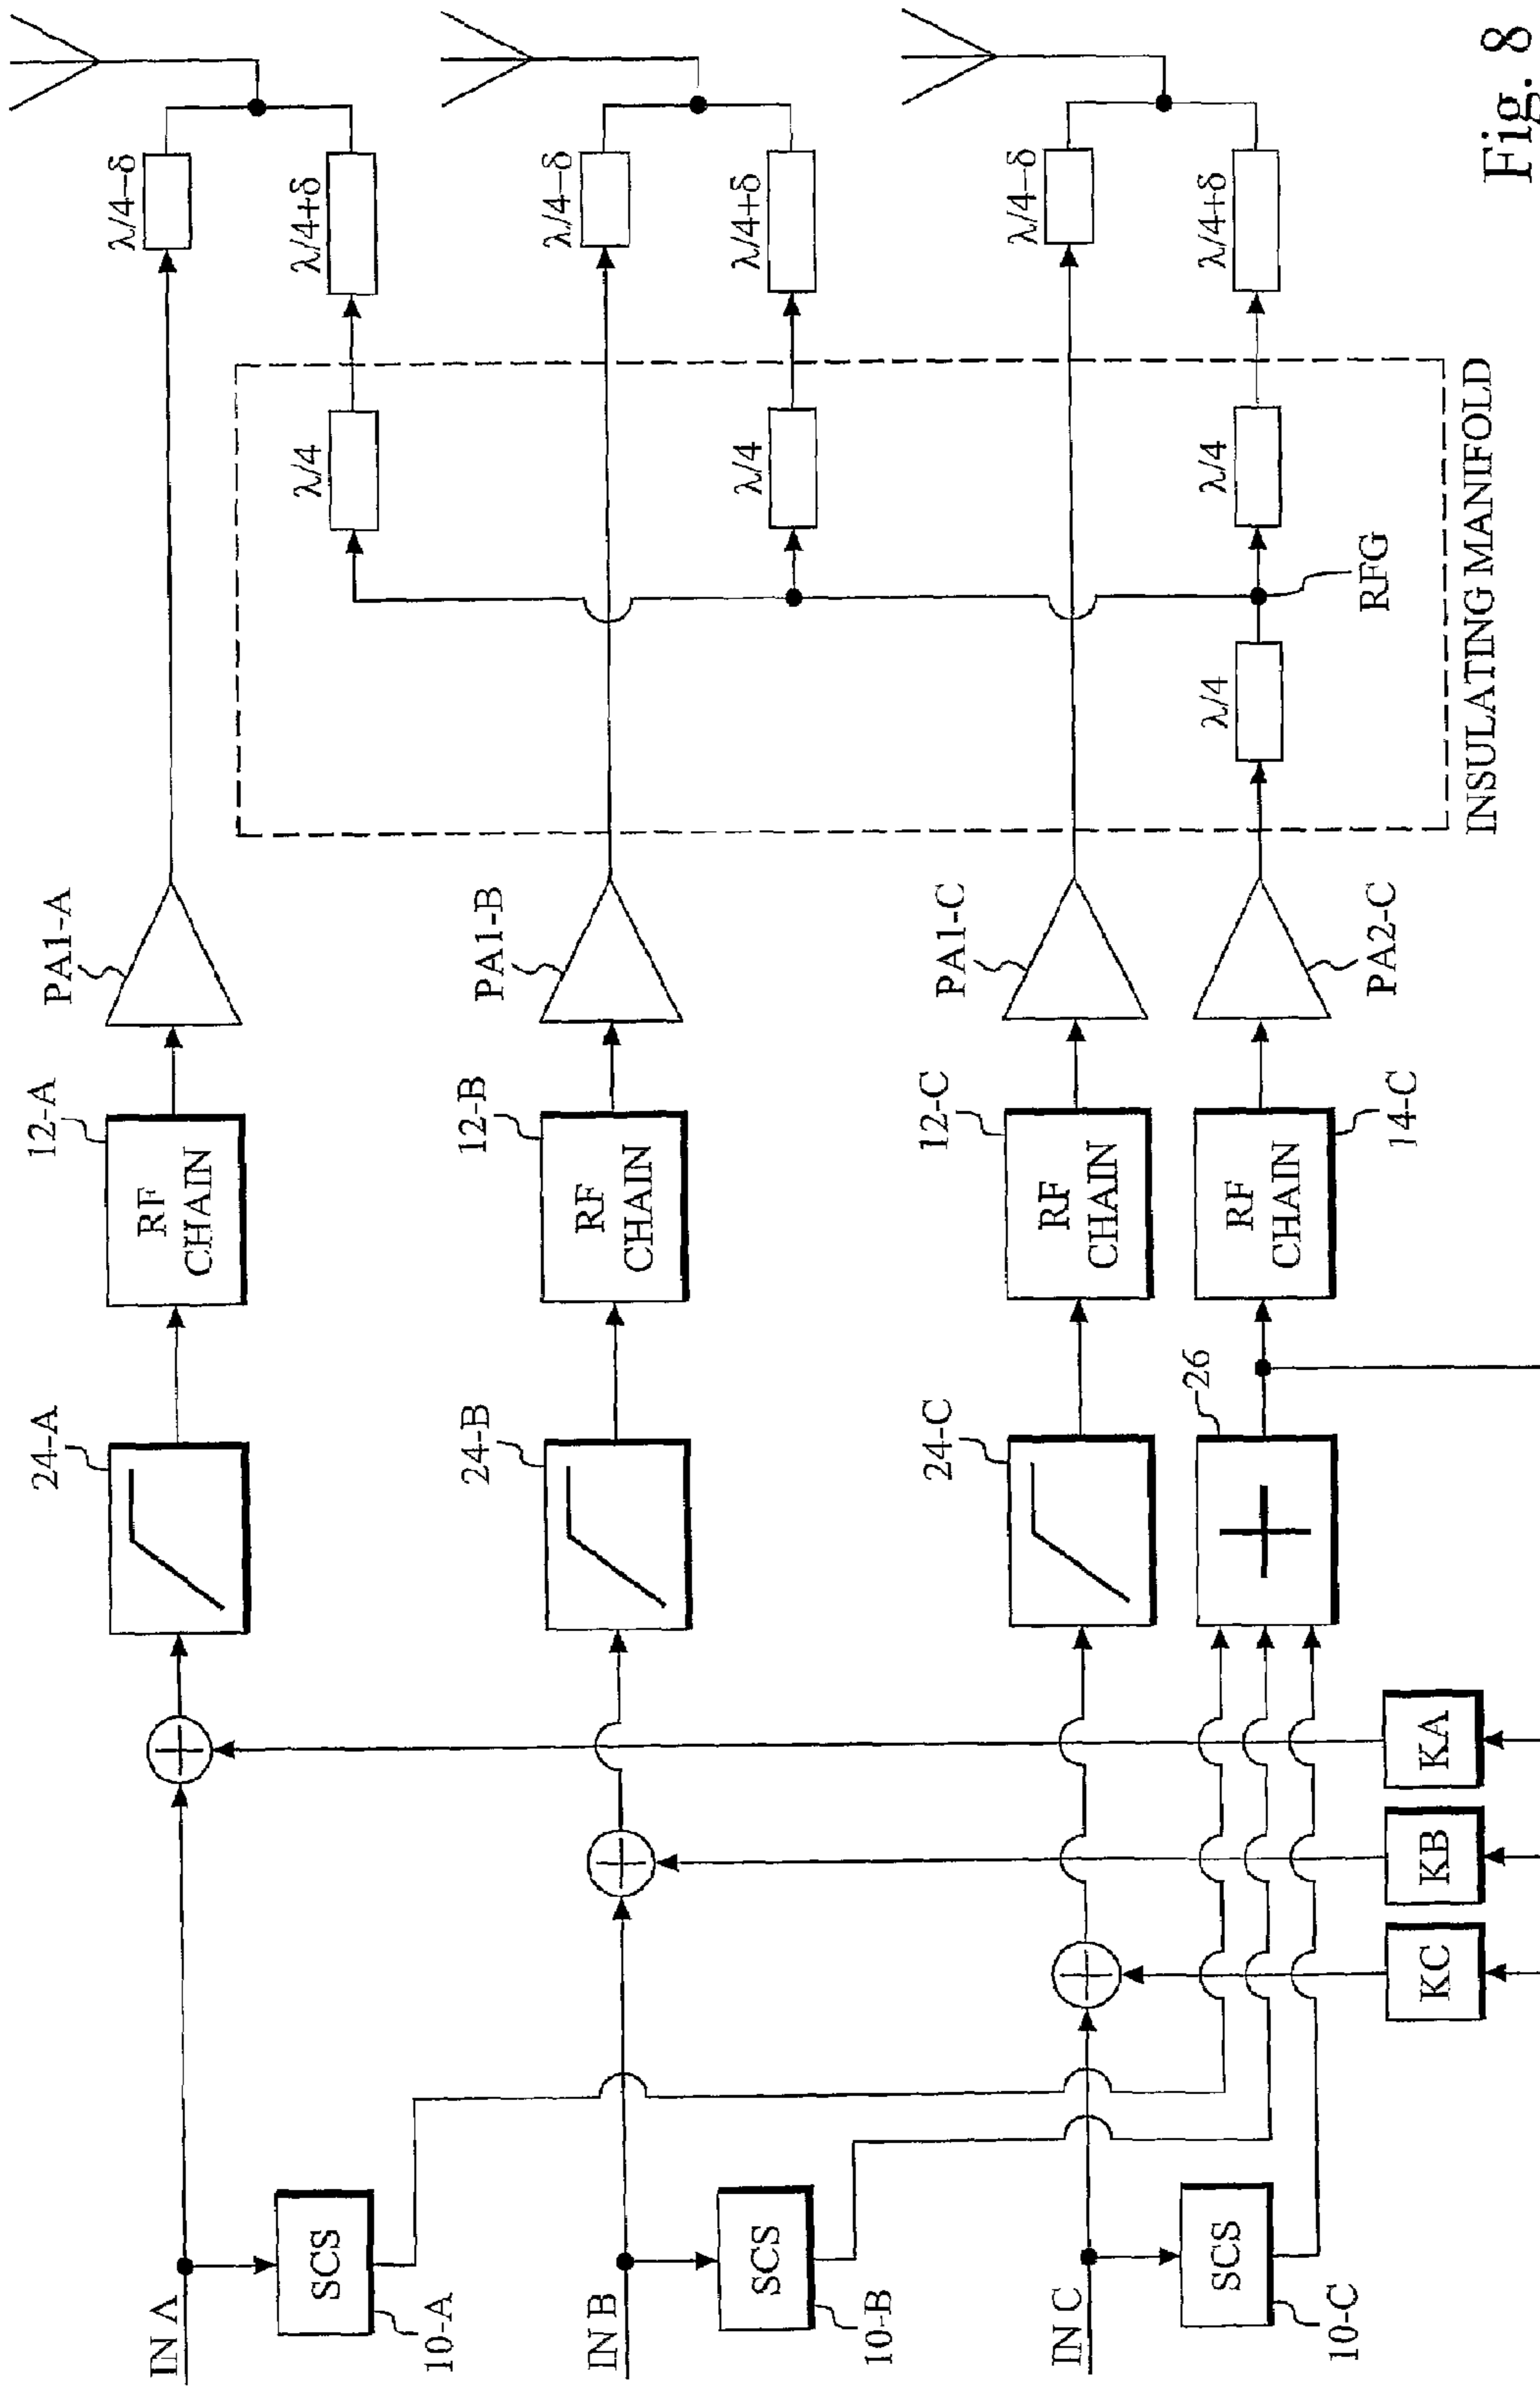 IN A
SCS
10-A
24-A
12-A
RF
CHAIN
PA1-A
λ/4
λ/4−δ
λ/4+δ
IN B
SCS
10-B
24-B
12-B
RF
CHAIN
PA1-B
λ/4
λ/4−δ
λ/4+δ
IN C
SCS
10-C
24-C
12-C
RF
CHAIN
PA1-C
λ/4−δ
26
RF
CHAIN
14-C
PA2-C
λ/4
λ/4
λ/4+δ
RFG
KC
KB
KA
INSULATING MANIFOLD
Fig. 8